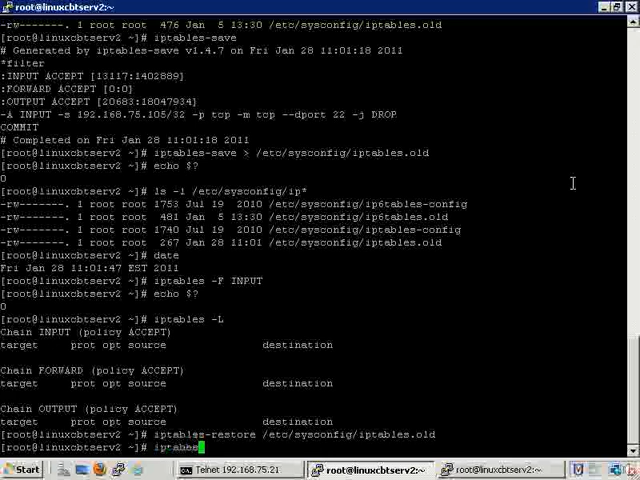 root@linuxcbtserv2:~
-rw-------. 1 root root  476 Jan  5 13:30 /etc/sysconfig/iptables.old
[root@linuxcbtserv2 ~]# iptables-save
# Generated by iptables-save v1.4.7 on Fri Jan 28 11:01:18 2011
*filter
:INPUT ACCEPT [13117:1402889]
:FORWARD ACCEPT [0:0]
:OUTPUT ACCEPT [20683:18047934]
-A INPUT -s 192.168.75.105/32 -p tcp -m tcp --dport 22 -j DROP
COMMIT
# Completed on Fri Jan 28 11:01:18 2011
[root@linuxcbtserv2 ~]# iptables-save > /etc/sysconfig/iptables.old
[root@linuxcbtserv2 ~]# echo $?
0
[root@linuxcbtserv2 ~]# ls -l /etc/sysconfig/ip*
-rw-------. 1 root root 1753 Jul 19  2010 /etc/sysconfig/ip6tables-config
-rw-------. 1 root root  481 Jan  5 13:30 /etc/sysconfig/ip6tables.old
-rw-------. 1 root root 1740 Jul 19  2010 /etc/sysconfig/iptables-config
-rw-------. 1 root root  267 Jan 28 11:01 /etc/sysconfig/iptables.old
[root@linuxcbtserv2 ~]# date
Fri Jan 28 11:01:47 EST 2011
[root@linuxcbtserv2 ~]# iptables -F INPUT
[root@linuxcbtserv2 ~]# echo $?
0
[root@linuxcbtserv2 ~]# iptables -L
Chain INPUT (policy ACCEPT)
target     prot opt source               destination
Chain FORWARD (policy ACCEPT)
target     prot opt source               destination
Chain OUTPUT (policy ACCEPT)
target     prot opt source               destination
[root@linuxcbtserv2 ~]# iptables-restore /etc/sysconfig/iptables.old
[root@linuxcbtserv2 ~]#
Start
Telnet 192.168.75.21
root@linuxcbtserv2:~
root@linuxcbtserv2:~